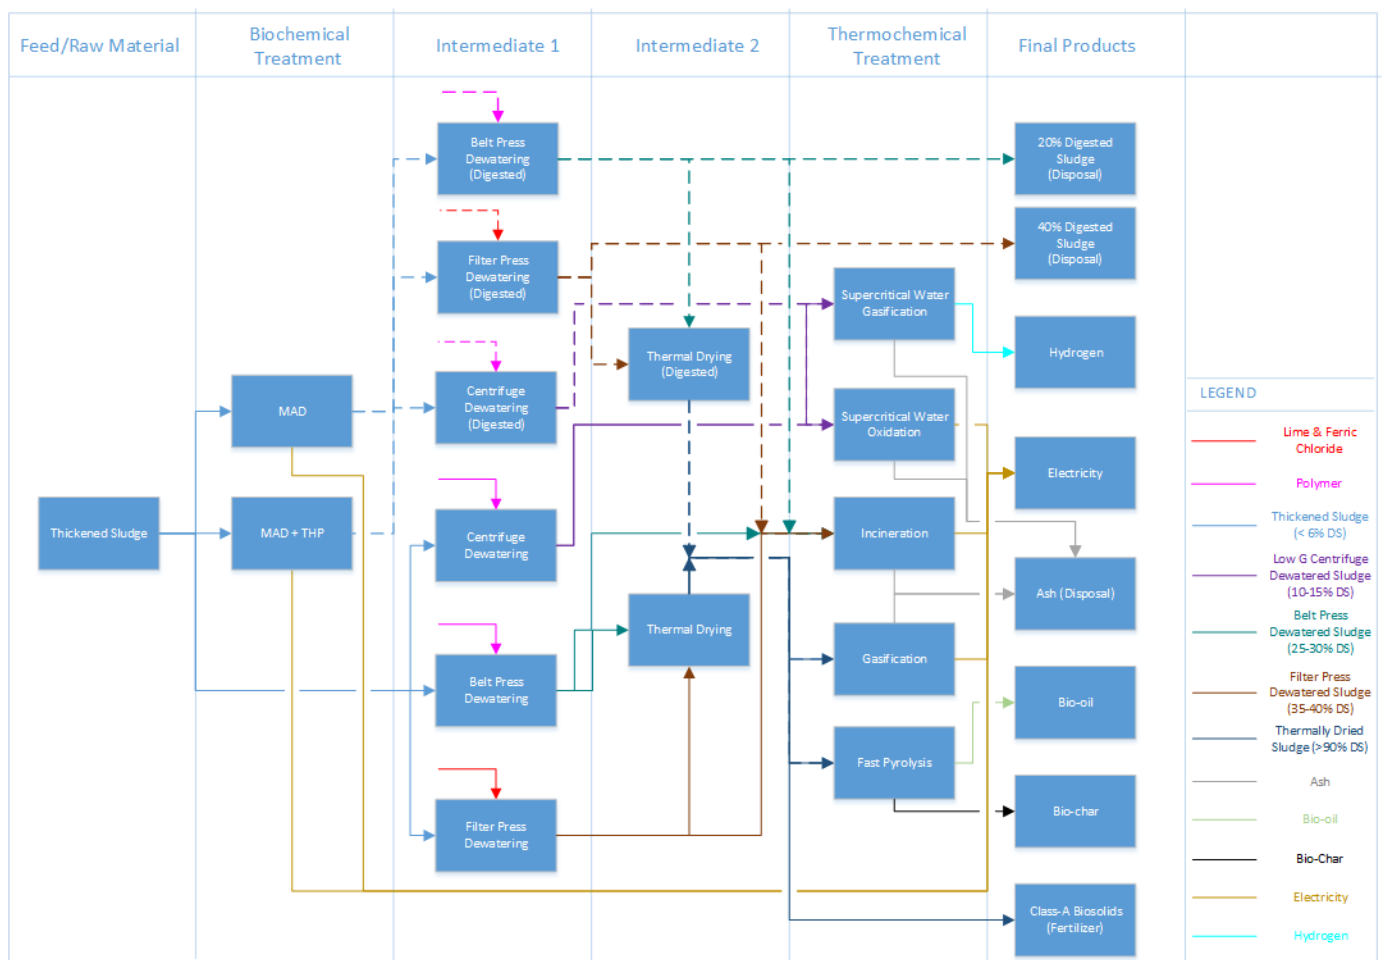 Feed/Raw Material
Biochemical
Treatment
Intermediate 1
Intermediate 2
Thermochemical
Treatment
Final Products
Belt Press
Dewatering
(Digested)
20% Digested
Sludge
(Disposal)
Filter Press
Dewatering
(Digested)
40% Digested
Sludge
(Disposal)
Supercritical Water
Gasification
Thermal Drying
(Digested)
Hydrogen
MAD
Centrifuge
Dewatering
(Digested)
Supercritical Water
Oxidation
Electricity
Thickened Sludge
MAD + THP
Centrifuge
Dewatering
Incineration
Ash (Disposal)
Thermal Drying
Gasification
Belt Press
Dewatering
Bio-oil
Fast Pyrolysis
Filter Press
Dewatering
Bio-char
Class-A Biosolids
(Fertilizer)
LEGEND
Lime & Ferric
Chloride
Polymer
Thickened Sludge
(< 6% DS)
Low G Centrifuge
Dewatered Sludge
(10-15% DS)
Belt Press
Dewatered Sludge
(25-30% DS)
Filter Press
Dewatered Sludge
(35-40% DS)
Thermally Dried
Sludge (>90% DS)
Ash
Bio-oil
Bio-Char
Electricity
Hydrogen